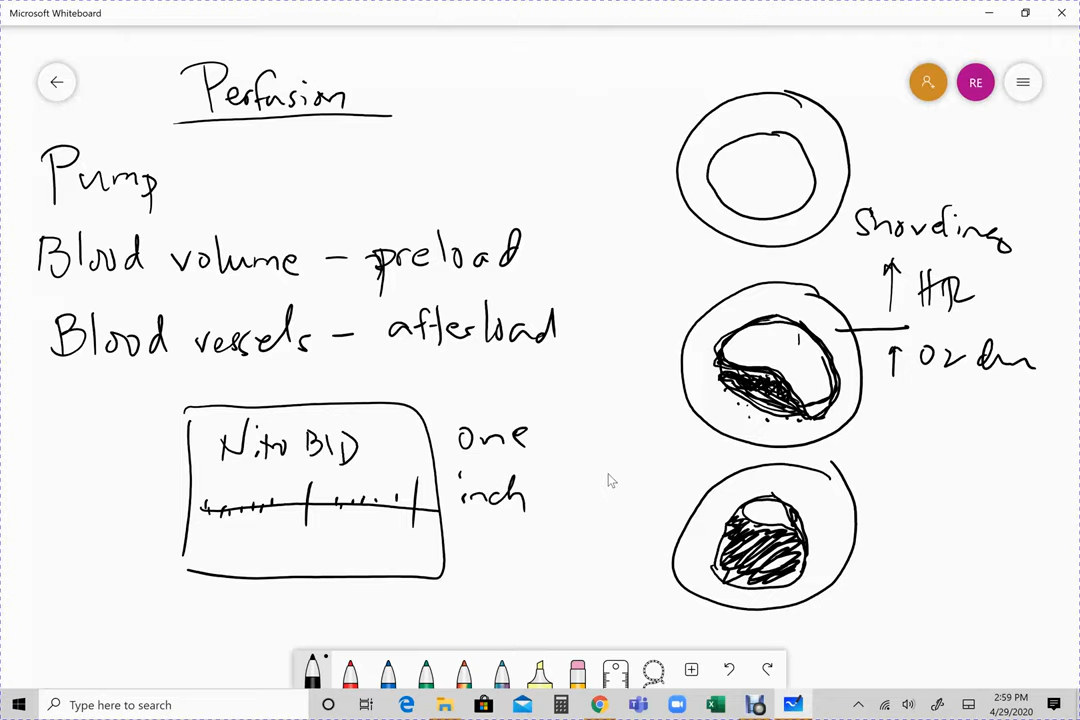 Microsoft Whiteboard
RE
Perfusion
Pump
Blood volume - preload
Blood vessels - afterload
Nitro BID
one
inch
Shoveling
↑ HR
↑ O2 dm
Type here to search
2:59 PM
4/29/2020